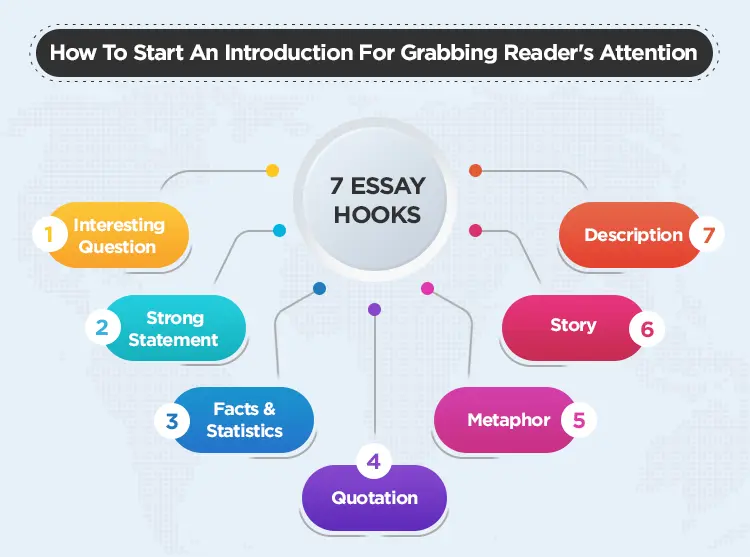 How To Start An Introduction For Grabbing Reader's Attention
7 ESSAY
HOOKS
1
Interesting
Question
2
Strong
Statement
3
Facts &
Statistics
4
Quotation
Metaphor
5
Story
6
Description
7